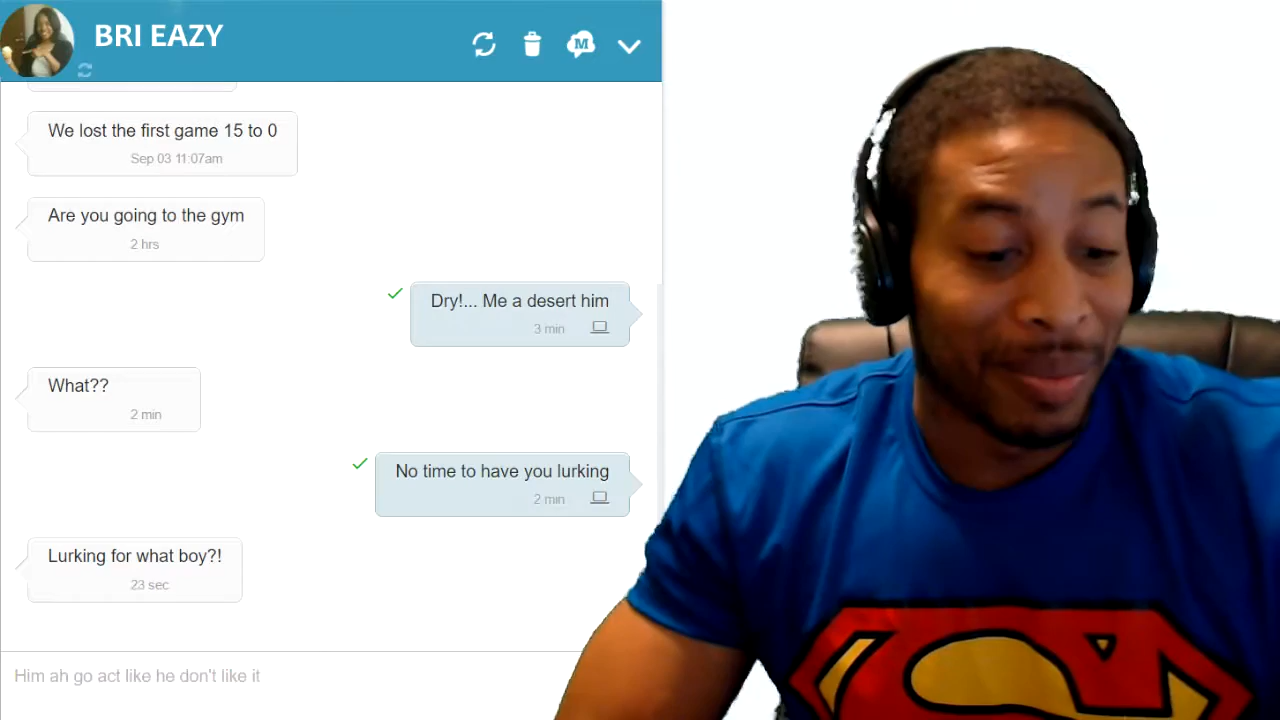 BRI EAZY
M
We lost the first game 15 to 0
Sep 03 11:07am
Are you going to the gym
2 hrs
Dry!... Me a desert him
3 min
What??
2 min
No time to have you lurking
2 min
Lurking for what boy?!
23 sec
Him ah go act like he don't like it